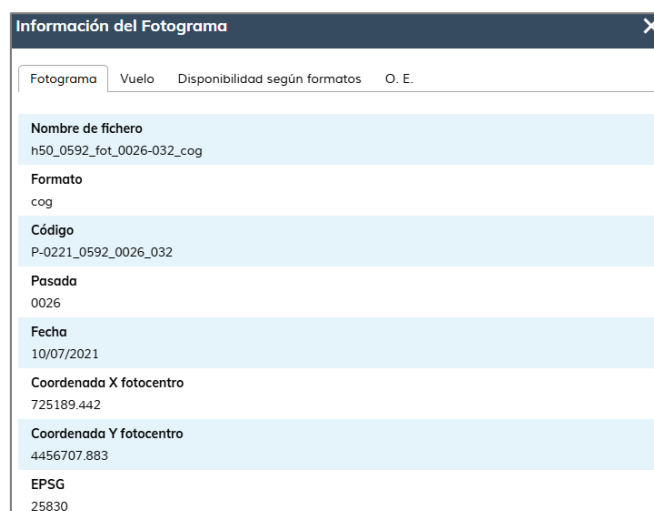 Información del Fotograma
Fotograma Vuelo Disponibilidad según formatos O. E.
Nombre de fichero
h50_0592_fot_0026-032_cog
Formato
cog
Código
P-0221_0592_0026_032
Pasada
0026
Fecha
10/07/2021
Coordenada X fotocentro
725189.442
Coordenada Y fotocentro
4456707.883
EPSG
25830